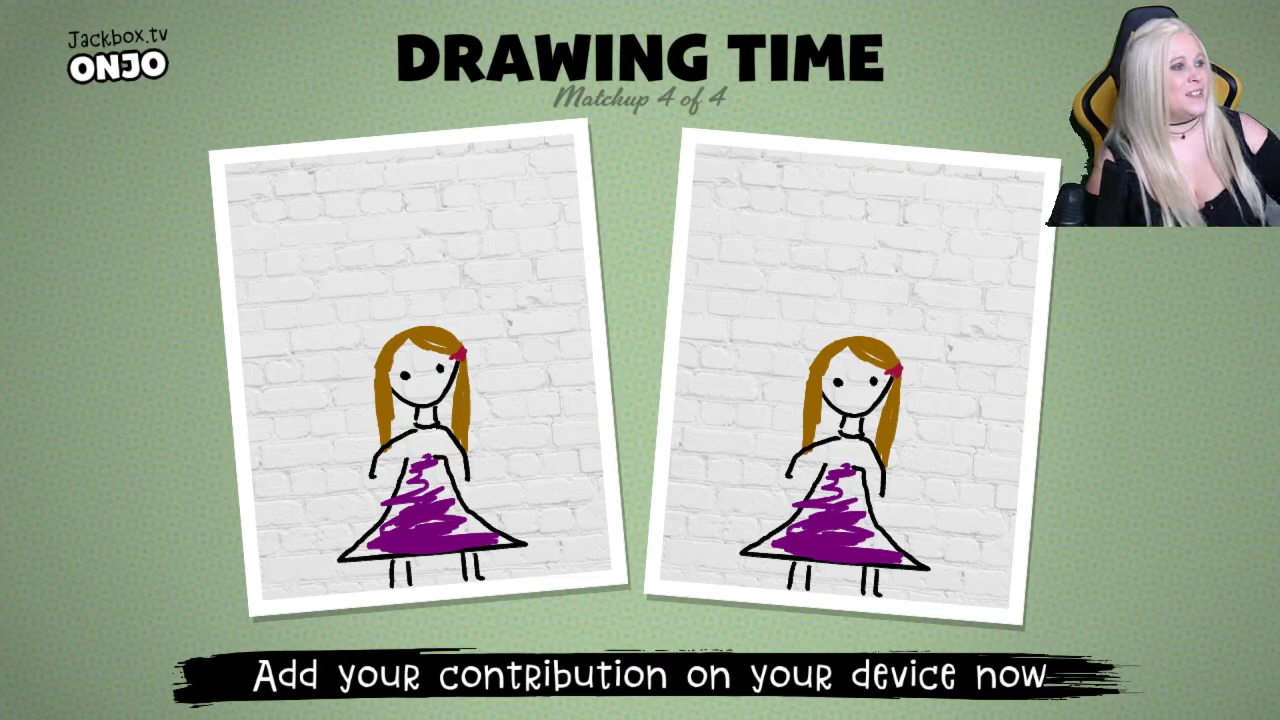 Jackbox.tv
ONJO
DRAWING TIME
Matchup 4 of 4
Add your contribution on your device now